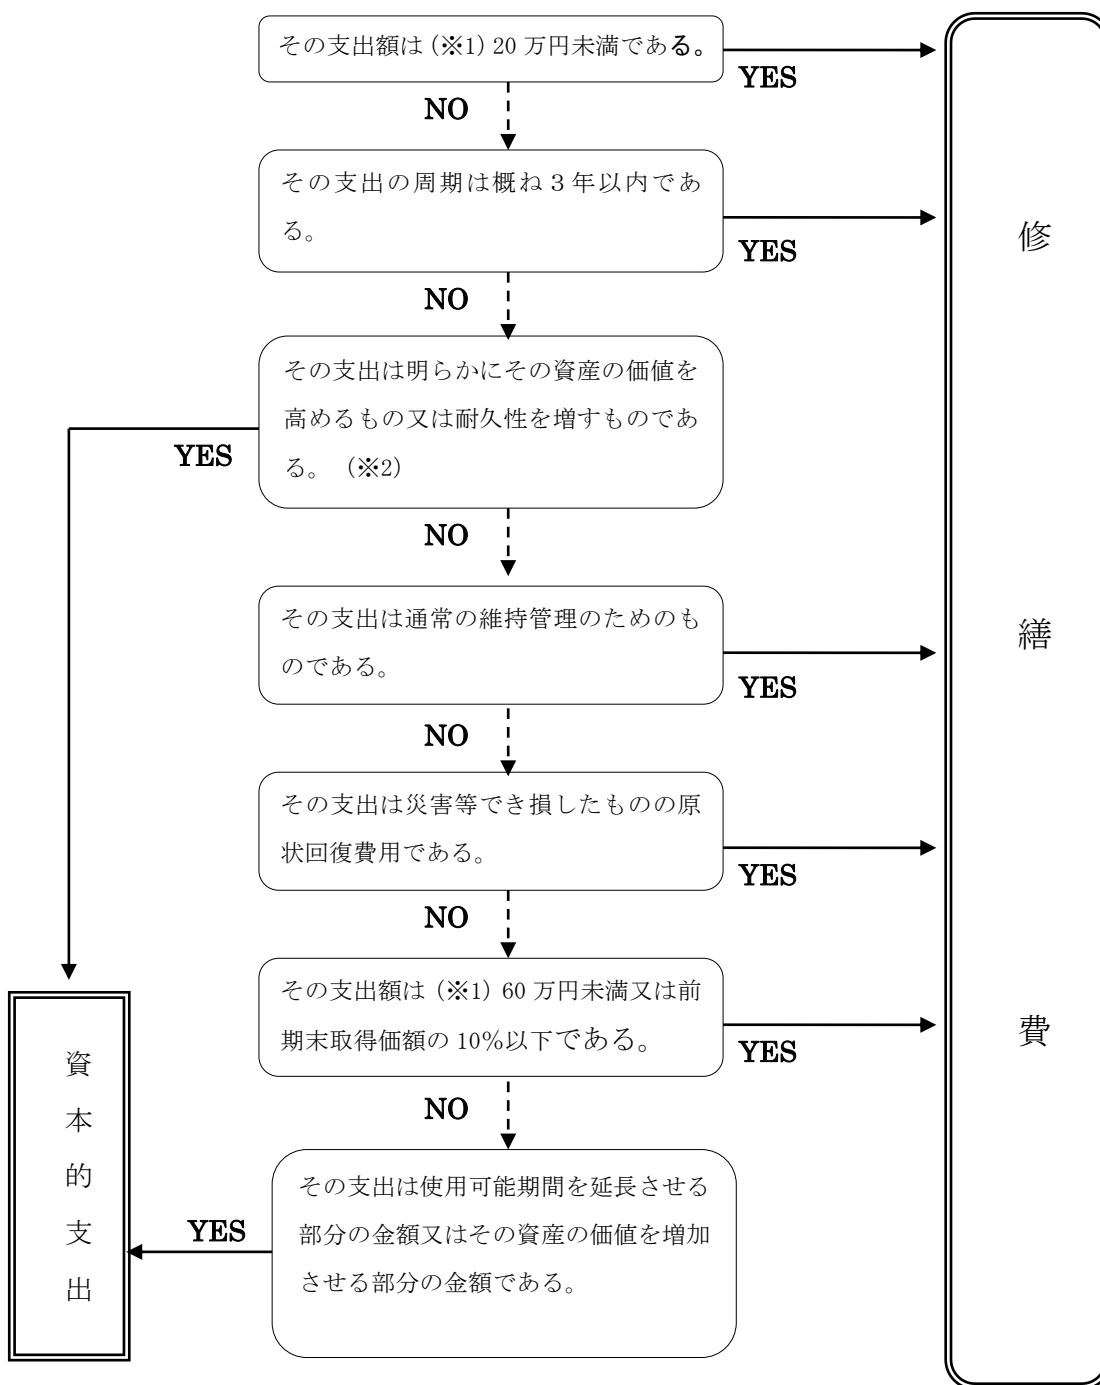 その支出額は(※1)20万円未満である。
YES
NO
その支出の周期は概ね3年以内であ
る。
YES
NO
その支出は明らかにその資産の価値を
高めるもの又は耐久性を増すものであ
る。(※2)
YES
NO
その支出は通常の維持管理のためのも
のである。
YES
NO
その支出は災害等でき損したものの原
状回復費用である。
YES
NO
その支出額は(※1)60万円未満又は前
期末取得価額の10%以下である。
YES
NO
その支出は使用可能期間を延長させる
部分の金額又はその資産の価値を増加
させる部分の金額である。
YES
資本的支出
修繕費